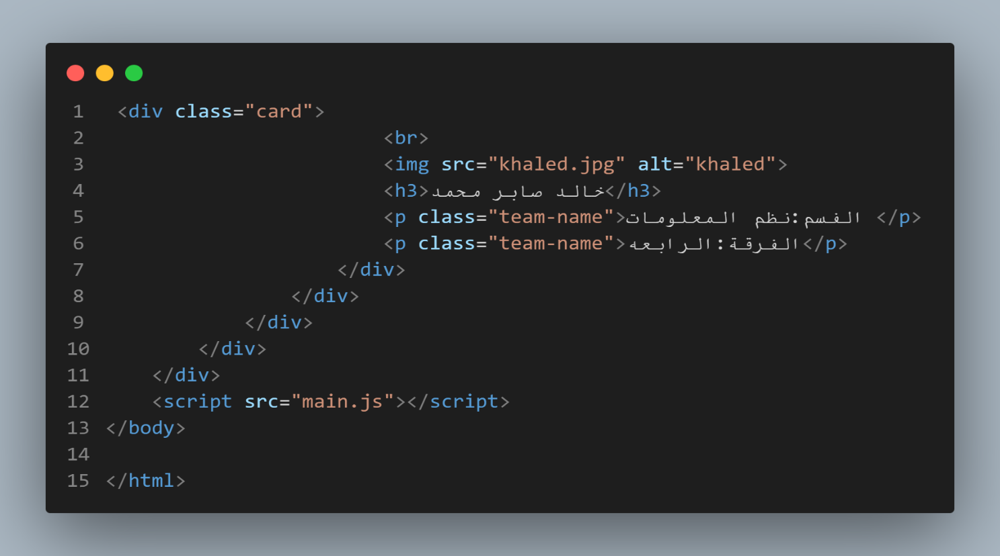 1 <div class="card">
2 <br>
3 <img src="khaled.jpg" alt="khaled">
4 <h3>خالد صابر محمد</h3>
5 <p class="team-name">الفسم:نظم المعلومات </p>
6 <p class="team-name">الفرقة:الرابعه</p>
7 </div>
8 </div>
9 </div>
10 </div>
11 </div>
12 <script src="main.js"></script>
13 </body>
14
15 </html>